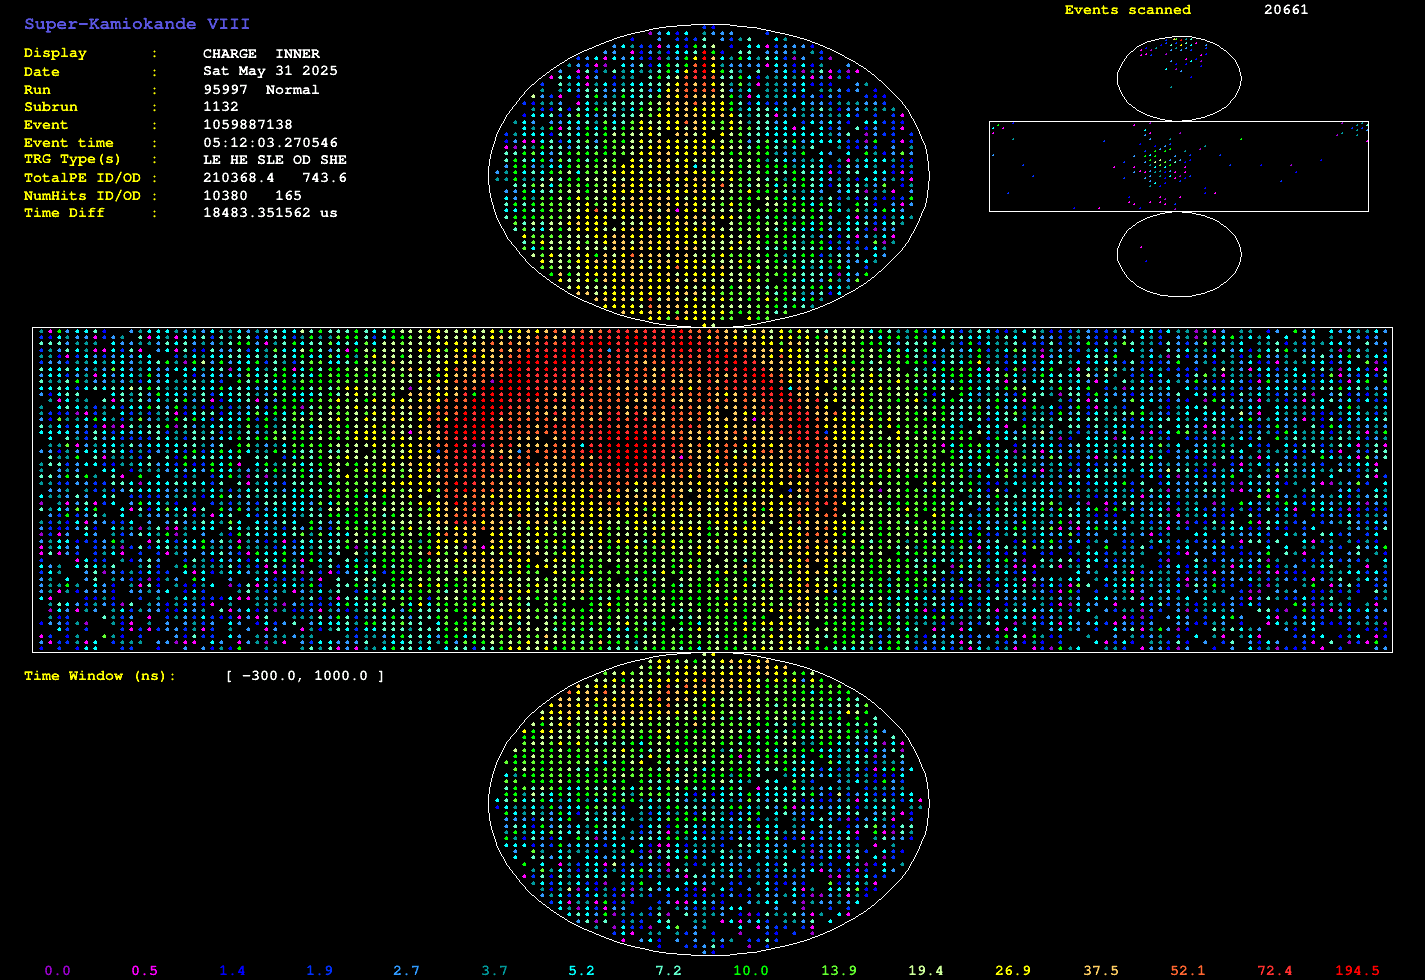 Super-Kamiokande VIII
Events scanned 20661
Display : CHARGE INNER
Date : Sat May 31 2025
Run : 95997 Normal
Subrun : 1132
Event : 1059887138
Event time : 05:12:03.270546
TRG Type(s) : LE HE SLE OD SHE
TotalPE ID/OD : 210368.4 743.6
NumHits ID/OD : 10380 165
Time Diff : 18483.351562 us
Time Window (ns): [ -300.0, 1000.0 ]
0.0 0.5 1.4 1.9 2.7 3.7 5.2 7.2 10.0 13.9 19.4 26.9 37.5 52.1 72.4 194.5